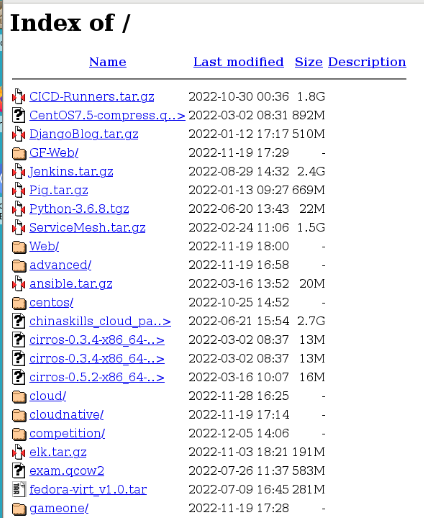 Index of /
Name Last modified Size Description
CICD-Runners.tar.gz 2022-10-30 00:36 1.8G
CentOS7.5-compress.q..> 2022-03-02 08:31 892M
DjangoBlog.tar.gz 2022-01-12 17:17 510M
GF-Web/ 2022-11-19 17:29 -
Jenkins.tar.gz 2022-08-29 14:32 2.4G
Pig.tar.gz 2022-01-13 09:27 669M
Python-3.6.8.tgz 2022-06-20 13:43 22M
ServiceMesh.tar.gz 2022-02-24 11:06 1.5G
Web/ 2022-11-19 18:00 -
advanced/ 2022-11-19 16:58 -
ansible.tar.gz 2022-03-16 13:52 20M
centos/ 2022-10-25 14:52 -
chinaskills_cloud_pa..> 2022-06-21 15:54 2.7G
cirros-0.3.4-x86_64-..> 2022-03-02 08:37 13M
cirros-0.3.4-x86_64-..> 2022-03-02 08:37 13M
cirros-0.5.2-x86_64-..> 2022-03-16 10:07 16M
cloud/ 2022-11-28 16:25 -
cloudnative/ 2022-11-19 17:14 -
competition/ 2022-12-05 14:06 -
elk.tar.gz 2022-11-03 18:21 191M
exam.qcow2 2022-07-26 11:37 583M
fedora-virt_v1.0.tar 2022-07-09 16:45 281M
gameone/ 2022-11-19 17:28 -